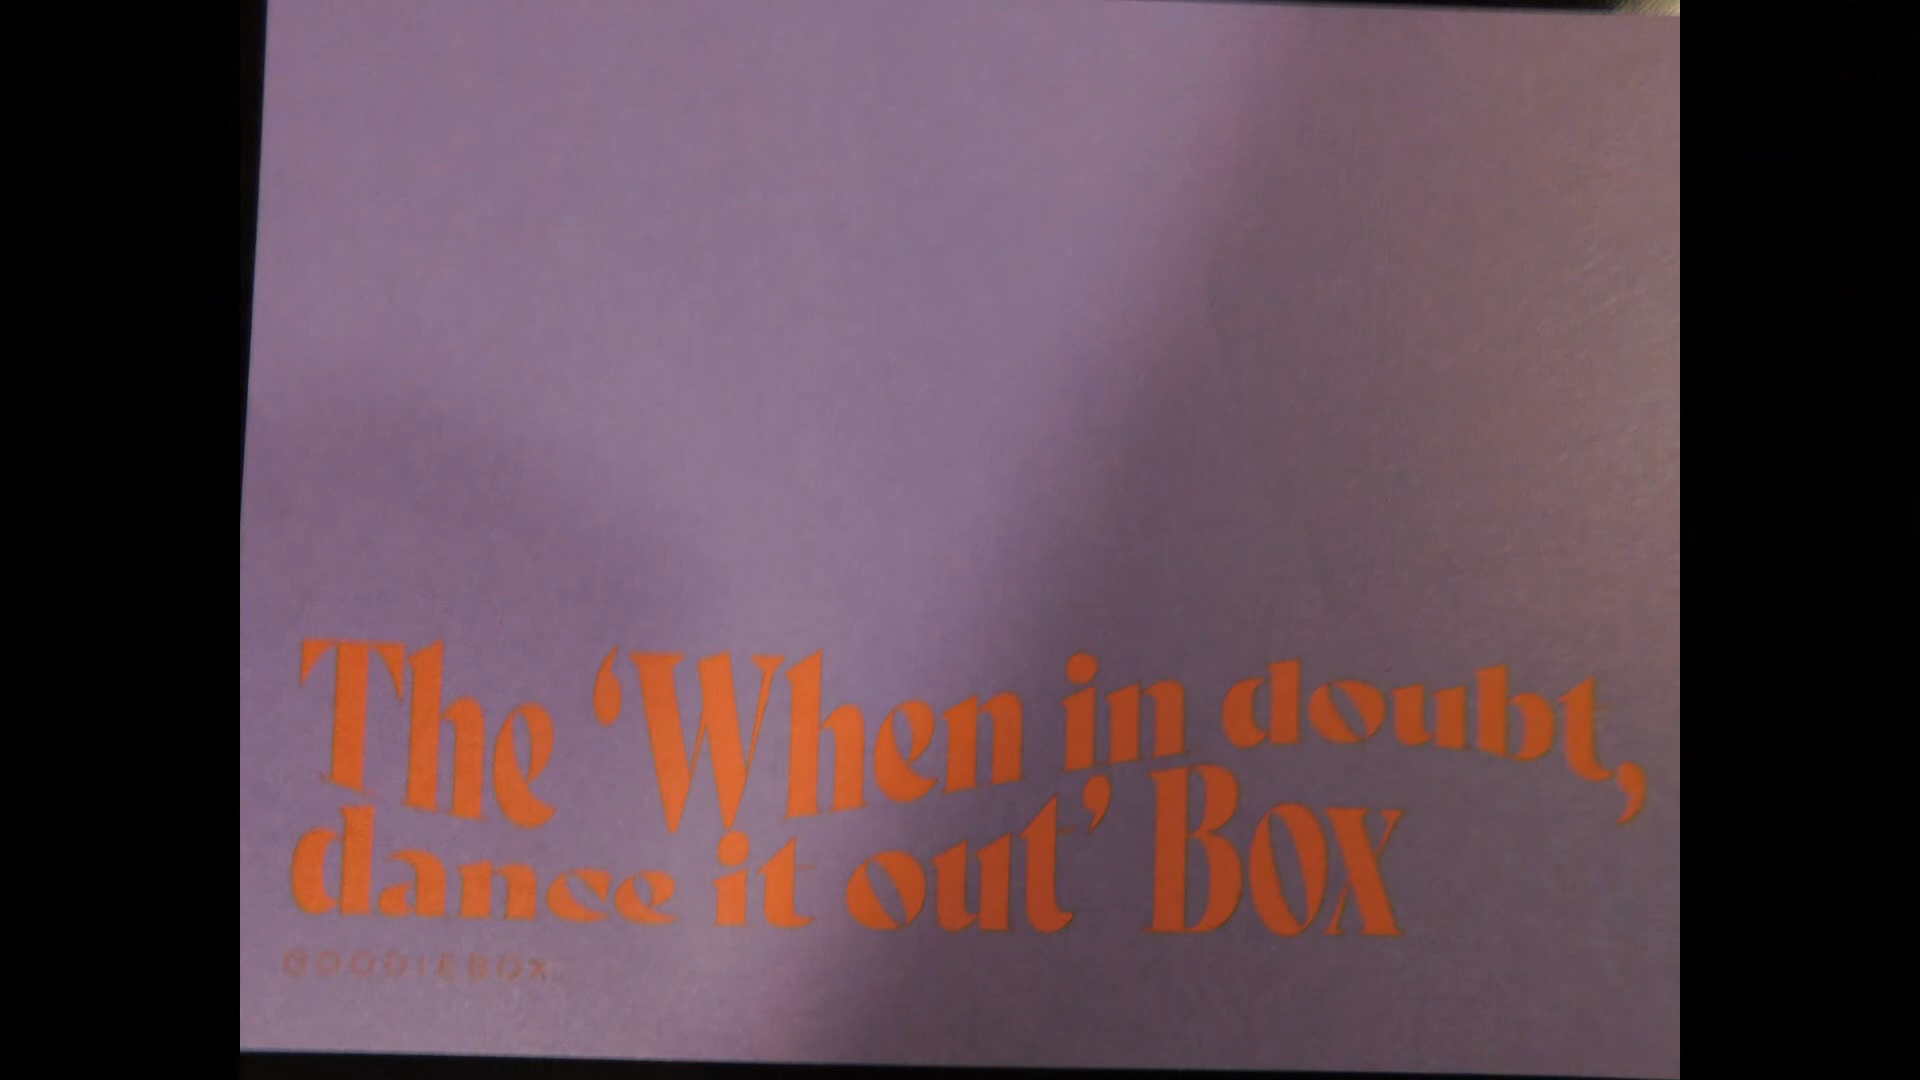 The ‘When in doubt,
dance it out’ Box
GOODIEBOX